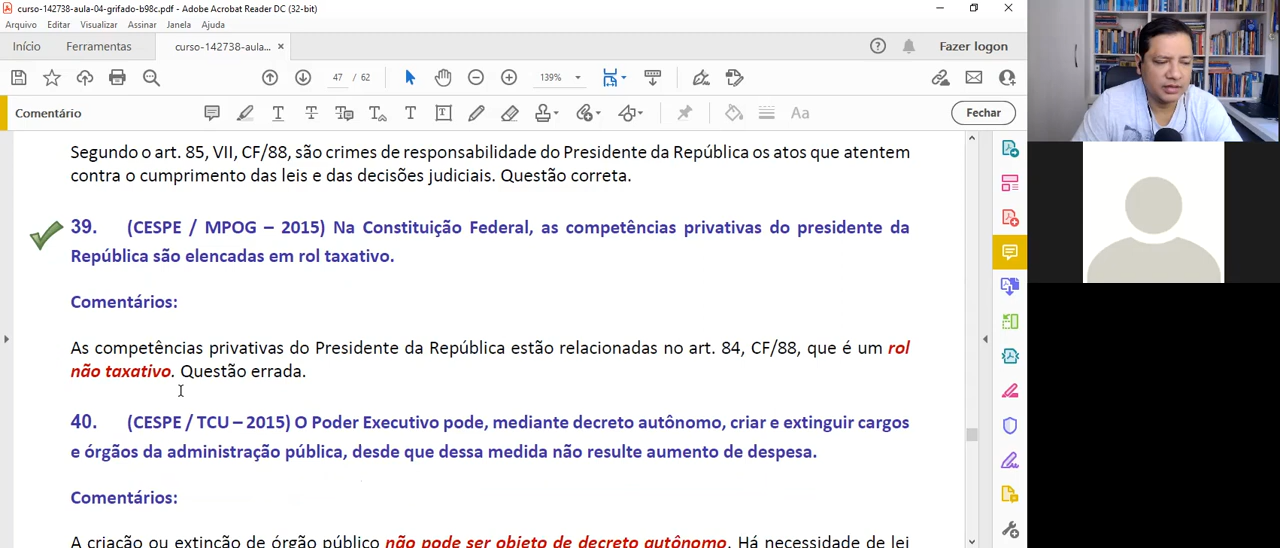 curso-142738-aula-04-grifado-b98c.pdf - Adobe Acrobat Reader DC (32-bit)
Arquivo Editar Visualizar Assinar Janela Ajuda
Início Ferramentas curso-142738-aula... × Fazer logon
47 / 62 139%
Comentário Aa Fechar
Segundo o art. 85, VII, CF/88, são crimes de responsabilidade do Presidente da República os atos que atentem
contra o cumprimento das leis e das decisões judiciais. Questão correta.
39. (CESPE / MPOG – 2015) Na Constituição Federal, as competências privativas do presidente da
República são elencadas em rol taxativo.
Comentários:
As competências privativas do Presidente da República estão relacionadas no art. 84, CF/88, que é um rol
não taxativo. Questão errada.
40. (CESPE / TCU – 2015) O Poder Executivo pode, mediante decreto autônomo, criar e extinguir cargos
e órgãos da administração pública, desde que dessa medida não resulte aumento de despesa.
Comentários:
A criação ou extinção de órgão público não pode ser objeto de decreto autônomo. Há necessidade de lei